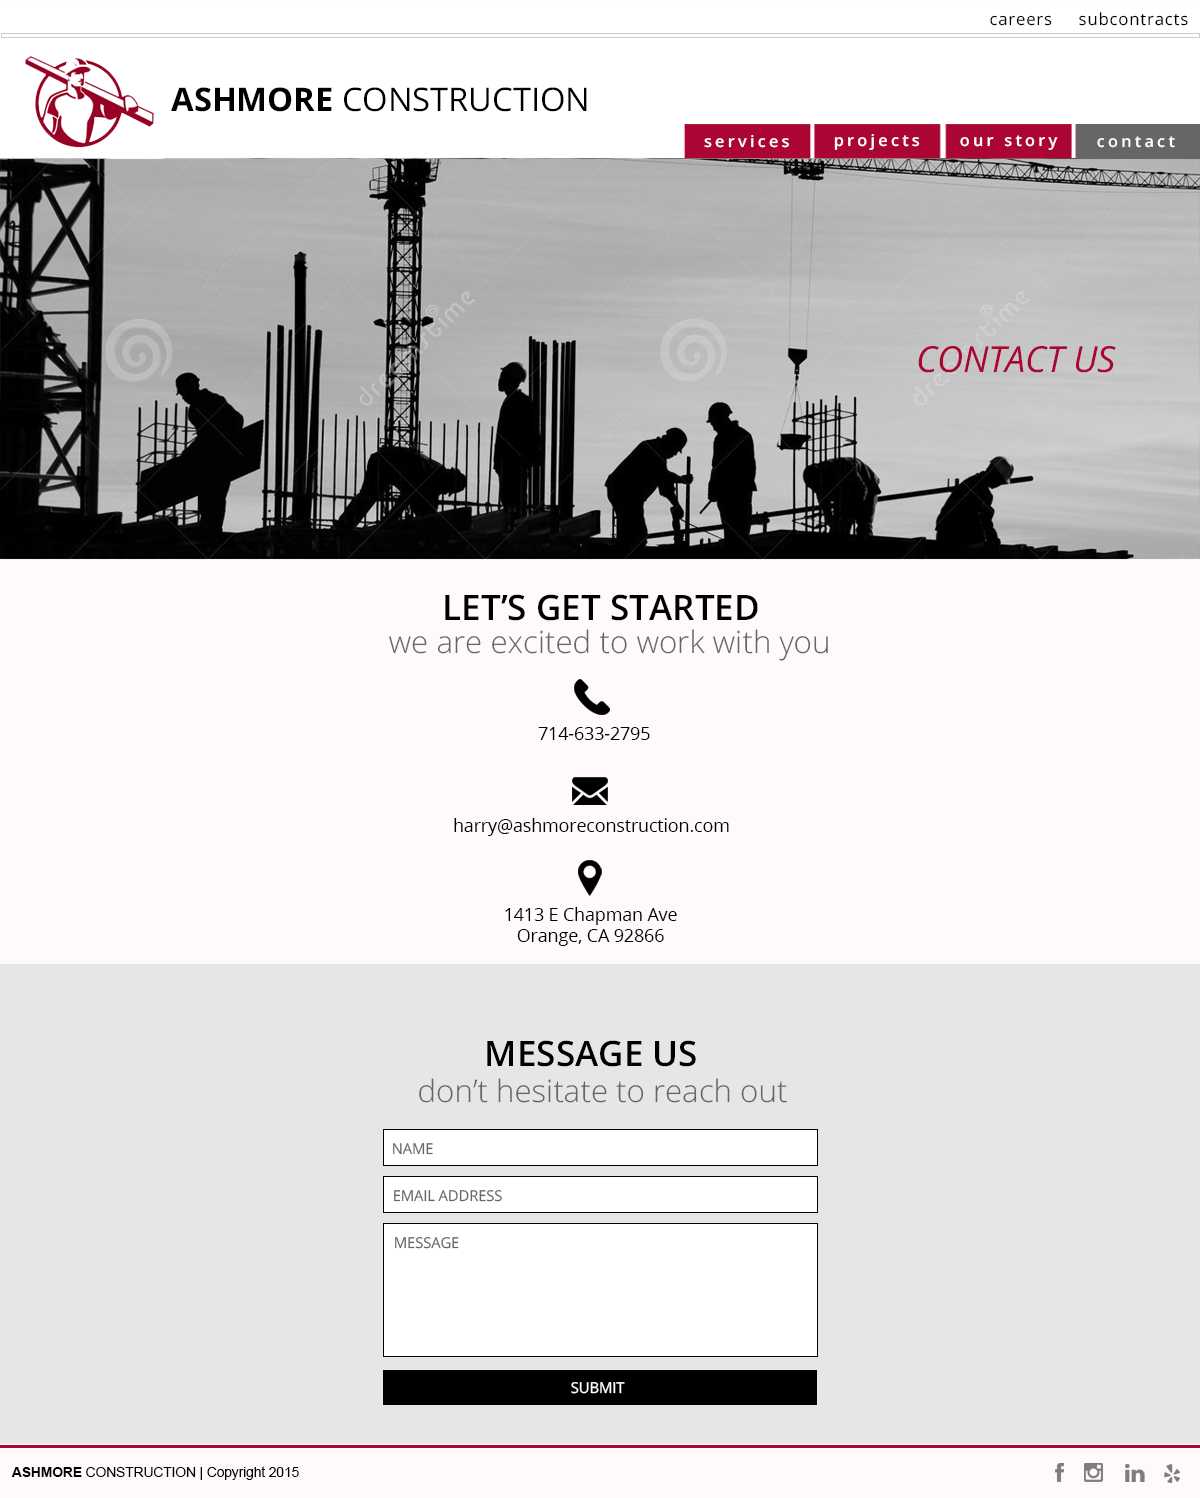 careers subcontracts
ASHMORE CONSTRUCTION
services projects our story contact
dreamstime dreamstime
CONTACT US
LET'S GET STARTED
we are excited to work with you
714-633-2795
harry@ashmoreconstruction.com
1413 E Chapman Ave
Orange, CA 92866
MESSAGE US
don't hesitate to reach out
NAME
EMAIL ADDRESS
MESSAGE
SUBMIT
ASHMORE CONSTRUCTION | Copyright 2015